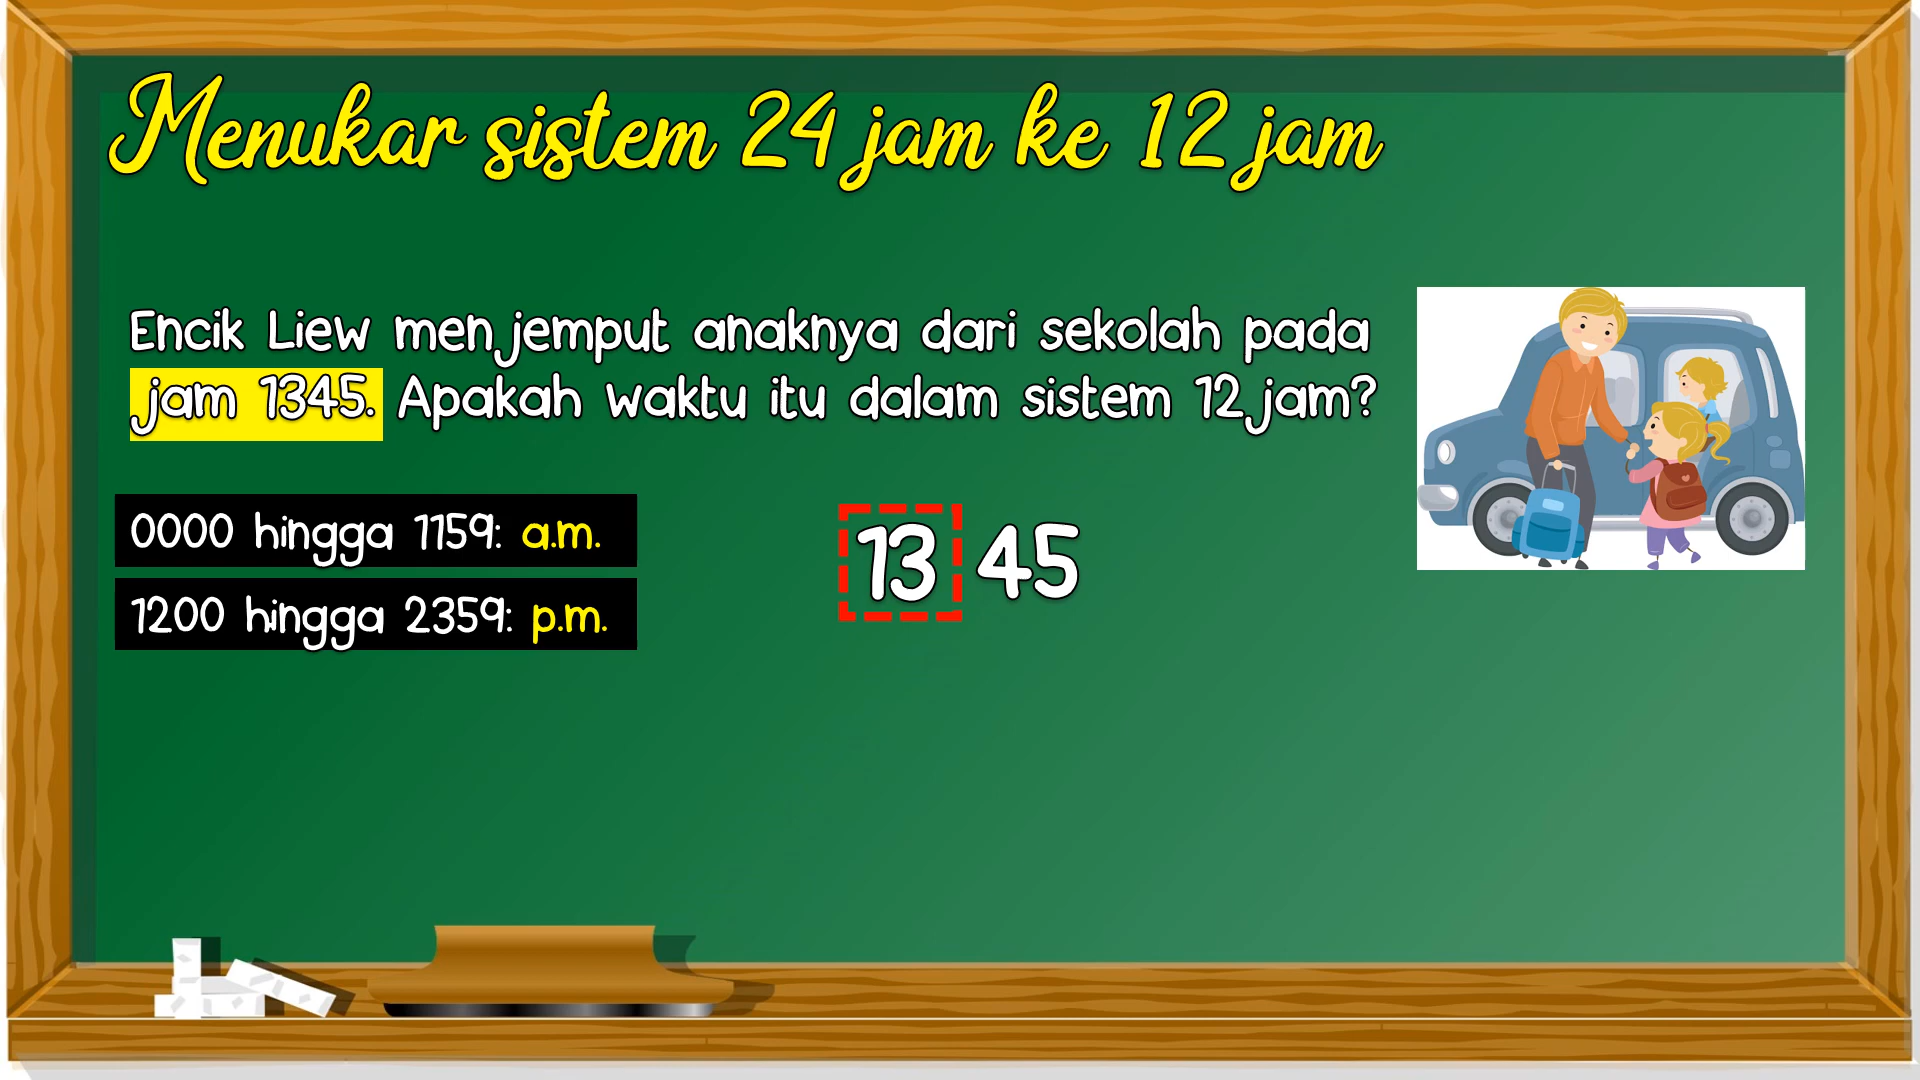 Menukar sistem 24 jam ke 12 jam
Encik Liew menjemput anaknya dari sekolah pada
jam 1345. Apakah waktu itu dalam sistem 12 jam?
0000 hingga 1159: a.m.
1200 hingga 2359: p.m.
13 45